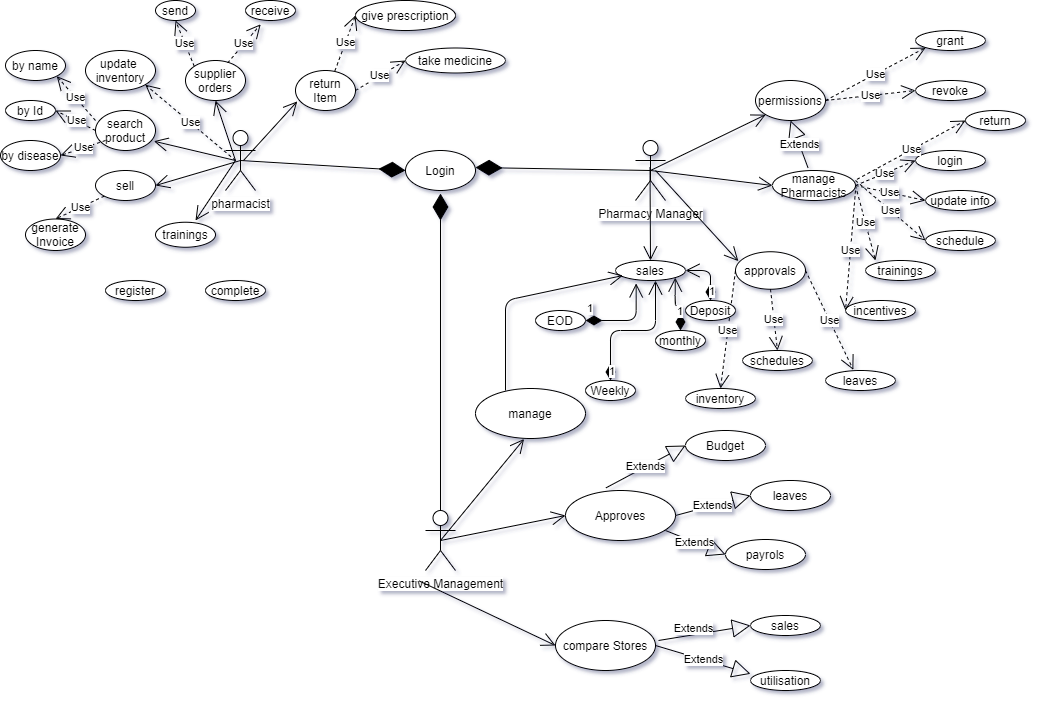 send
receive
give prescription
Use
Use
Use
by name
update
inventory
supplier
orders
return
Item
Use
take medicine
Use
by Id
Use
Use
search
product
by disease
Use
sell
Use
generate
Invoice
pharmacist
trainings
register
complete
Login
Pharmacy Manager
permissions
Use
grant
Use
revoke
Extends
manage
Pharmacists
Use
return
Use
login
Use
update info
Use
schedule
Use
trainings
Use
incentives
sales
approvals
EOD
1
1
Deposit
1
monthly
1
Weekly
Use
inventory
Use
schedules
Use
leaves
manage
Executive Management
Approves
Extends
Budget
Extends
leaves
Extends
payrols
compare Stores
Extends
sales
Extends
utilisation